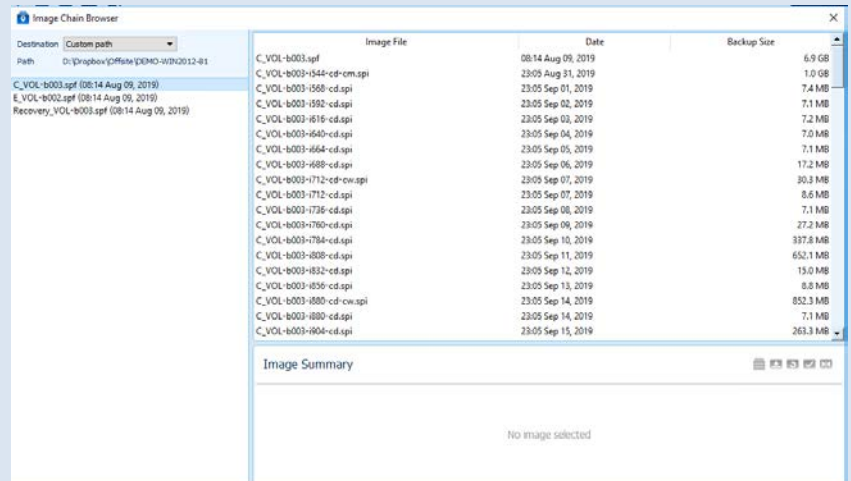 Image Chain Browser
Destination Custom path
Path D:\Dropbox\Offsite\DEMO-WIN2012-81
C_VOL-b003.spf (08:14 Aug 09, 2019)
E_VOL-b002.spf (08:14 Aug 09, 2019)
Recovery_VOL-b003.spf (08:14 Aug 09, 2019)
Image File Date Backup Size
C_VOL-b003.spf 08:14 Aug 09, 2019 6.9 GB
C_VOL-b003-i544-cd-cm.spi 23:05 Aug 31, 2019 1.0 GB
C_VOL-b003-i568-cd.spi 23:05 Sep 01, 2019 7.4 MB
C_VOL-b003-i592-cd.spi 23:05 Sep 02, 2019 7.1 MB
C_VOL-b003-i616-cd.spi 23:05 Sep 03, 2019 7.2 MB
C_VOL-b003-i640-cd.spi 23:05 Sep 04, 2019 7.0 MB
C_VOL-b003-i664-cd.spi 23:05 Sep 05, 2019 7.1 MB
C_VOL-b003-i688-cd.spi 23:05 Sep 06, 2019 17.2 MB
C_VOL-b003-i712-cd-cw.spi 23:05 Sep 07, 2019 30.3 MB
C_VOL-b003-i712-cd.spi 23:05 Sep 07, 2019 8.6 MB
C_VOL-b003-i736-cd.spi 23:05 Sep 08, 2019 7.1 MB
C_VOL-b003-i760-cd.spi 23:05 Sep 09, 2019 27.2 MB
C_VOL-b003-i784-cd.spi 23:05 Sep 10, 2019 337.8 MB
C_VOL-b003-i808-cd.spi 23:05 Sep 11, 2019 652.1 MB
C_VOL-b003-i832-cd.spi 23:05 Sep 12, 2019 15.0 MB
C_VOL-b003-i856-cd.spi 23:05 Sep 13, 2019 8.8 MB
C_VOL-b003-i880-cd-cw.spi 23:05 Sep 14, 2019 852.3 MB
C_VOL-b003-i880-cd.spi 23:05 Sep 14, 2019 7.1 MB
C_VOL-b003-i904-cd.spi 23:05 Sep 15, 2019 263.3 MB
Image Summary
No image selected